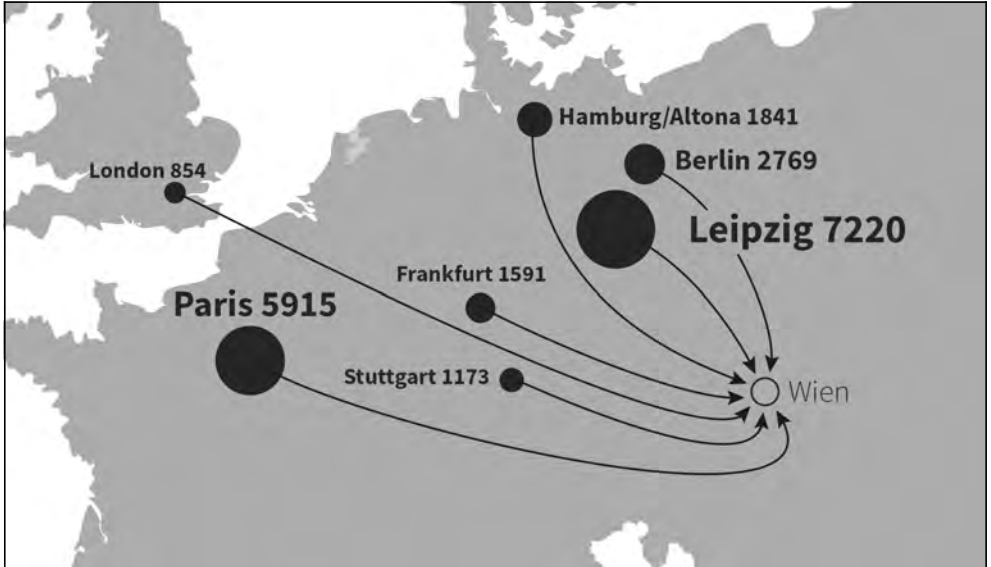 Hamburg/Altona 1841
Berlin 2769
London 854
Leipzig 7220
Frankfurt 1591
Paris 5915
Stuttgart 1173
Wien